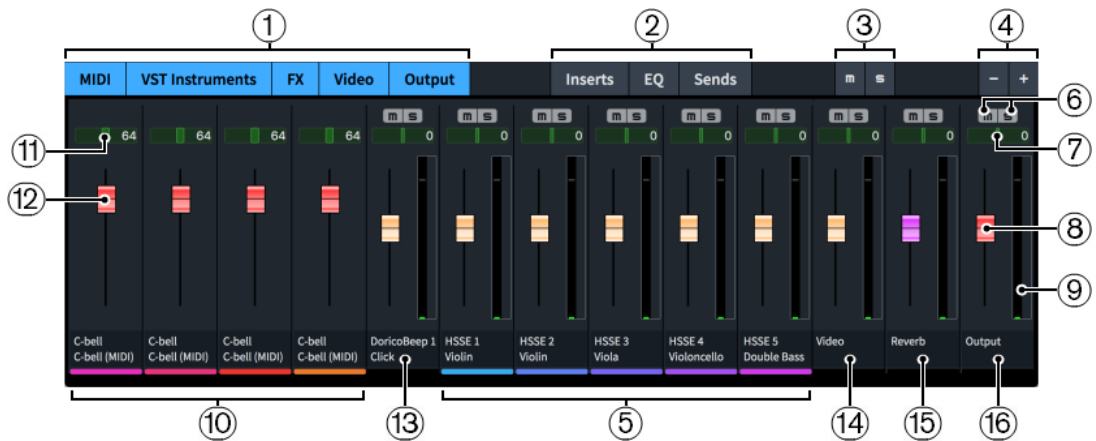 ① ② ③ ④
MIDI VST Instruments FX Video Output Inserts EQ Sends m s − +
⑥
m s m s m s m s m s m s m s
⑪ 64 64 64 64 0 0 0 0 0 0 0 0 0 ⑦
⑫
⑧
⑨
C-bell C-bell C-bell C-bell DoricoBeep 1 HSSE 1 HSSE 2 HSSE 3 HSSE 4 HSSE 5 Video Reverb Output
C-bell (MIDI) C-bell (MIDI) C-bell (MIDI) C-bell (MIDI) Click Violin Violin Viola Violoncello Double Bass
⑩ ⑬ ⑤ ⑭ ⑮ ⑯